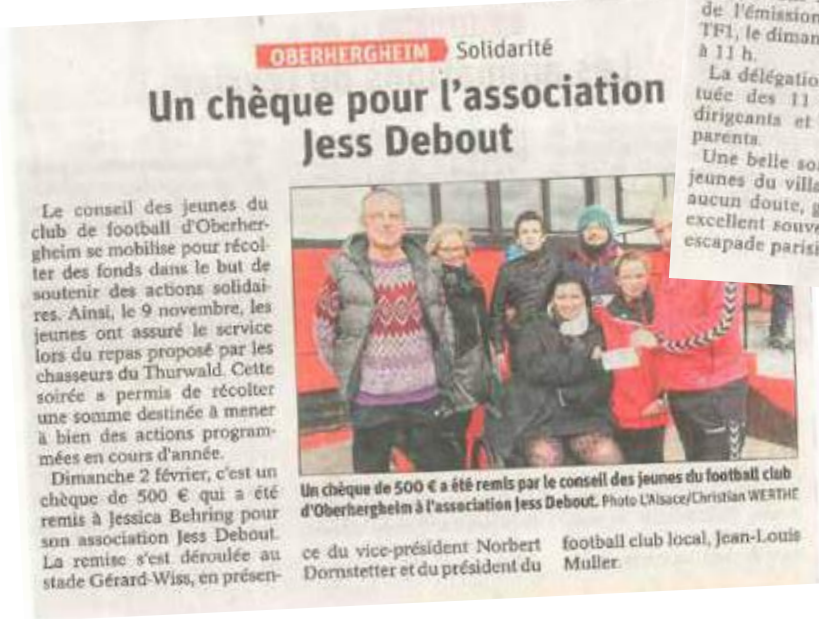 OBERHERGHEIM Solidarité
Un chèque pour l'association
Jess Debout
Le conseil des jeunes du
club de football d'Oberher-
gheim se mobilise pour récol-
ter des fonds dans le but de
soutenir des actions solidai-
res. Ainsi, le 9 novembre, les
jeunes ont assuré le service
lors du repas proposé par les
chasseurs du Thurwald. Cette
soirée a permis de récolter
une somme destinée à mener
à bien des actions program-
mées en cours d'année.
Dimanche 2 février, c'est un
chèque de 500 € qui a été
remis à Jessica Behring pour
son association Jess Debout.
La remise s'est déroulée au
stade Gérard-Wiss, en présen-
Un chèque de 500 € a été remis par le conseil des jeunes du football club
d'Oberhergheim à l'association Jess Debout. Photo L'Alsace/Christian WERTHE
ce du vice-président Norbert
Dornstetter et du président du
football club local, Jean-Louis
Muller.
de l'émission
TF1, le diman
à 11 h.
La délégatio
tuée des 11
dirigeants et
parents.
Une belle so
jeunes du villa
aucun doute, g
excellent souve
escapade parisi